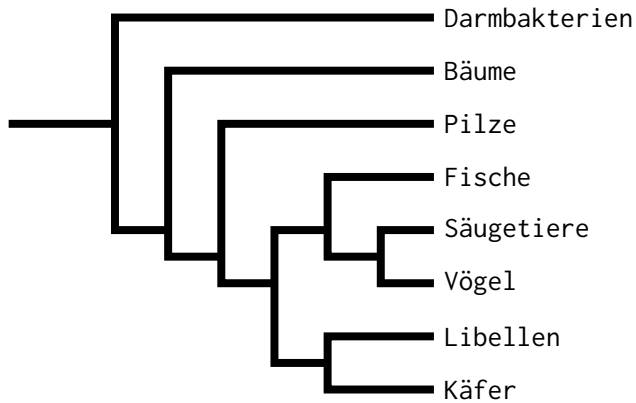 Darmbakterien
Bäume
Pilze
Fische
Säugetiere
Vögel
Libellen
Käfer